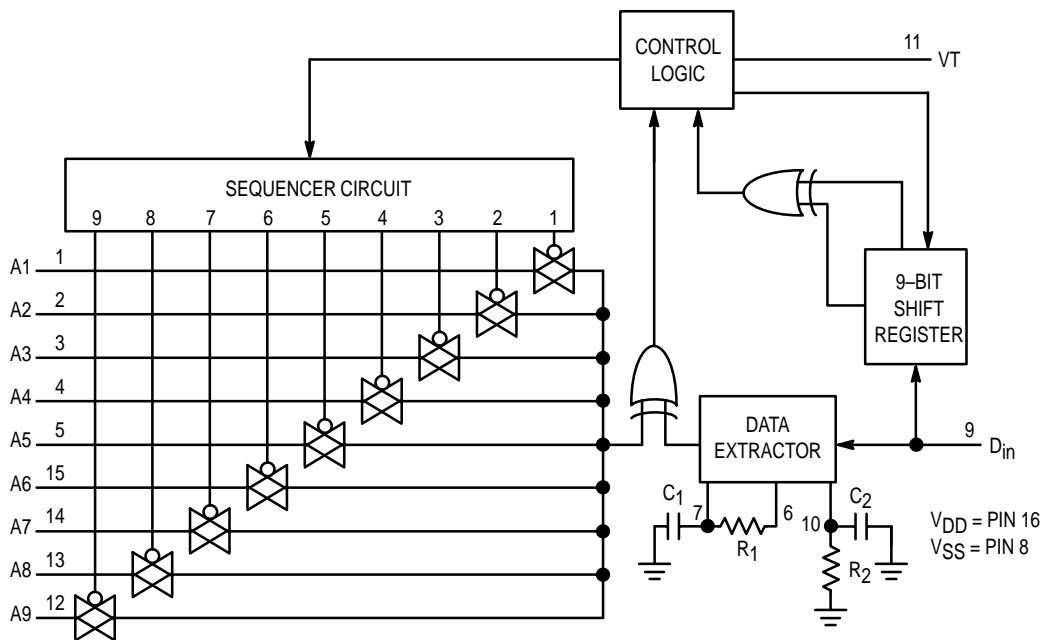 CONTROL
LOGIC
11
VT
SEQUENCER CIRCUIT
9 8 7 6 5 4 3 2 1
A1 1
A2 2
A3 3
A4 4
A5 5
A6 15
A7 14
A8 13
A9 12
9–BIT
SHIFT
REGISTER
DATA
EXTRACTOR
9
Din
C1
7
R1
6
10
C2
R2
VDD = PIN 16
VSS = PIN 8